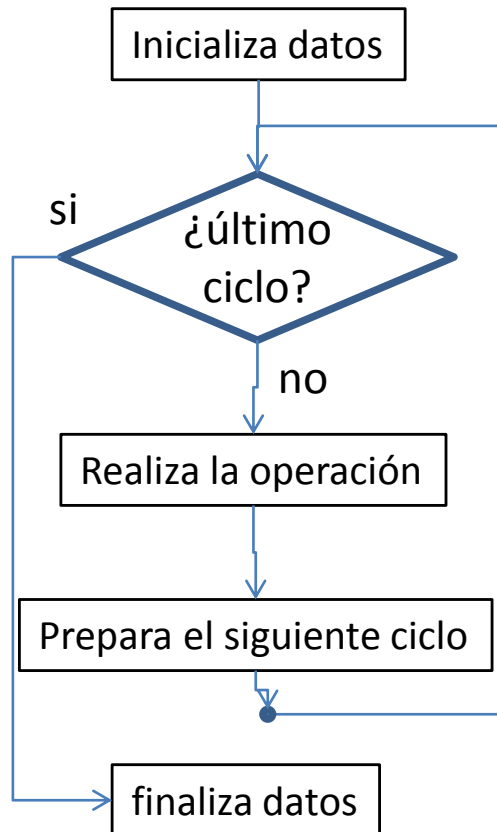 Inicializa datos
si
¿último
ciclo?
no
Realiza la operación
Prepara el siguiente ciclo
finaliza datos